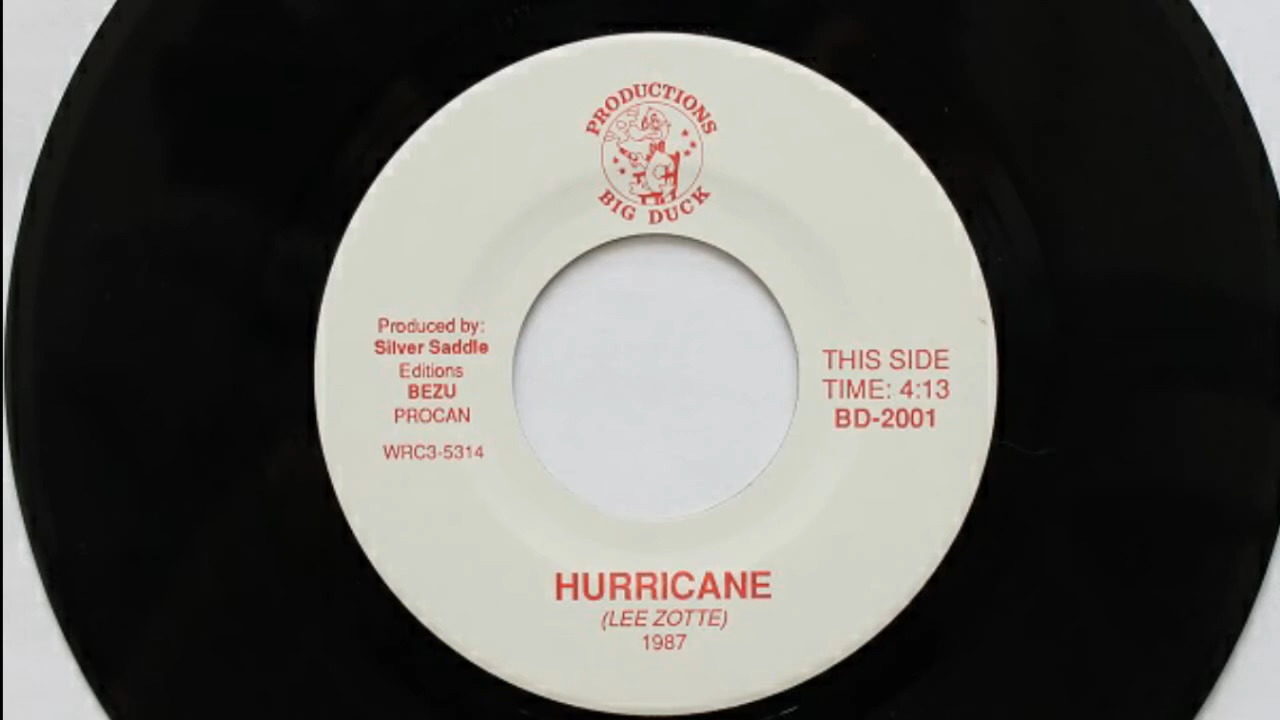 PRODUCTIONS
BIG DUCK
Produced by:
Silver Saddle
Editions
BEZU
PROCAN
WRC3-5314
THIS SIDE
TIME: 4:13
BD-2001
HURRICANE
(LEE ZOTTE)
1987